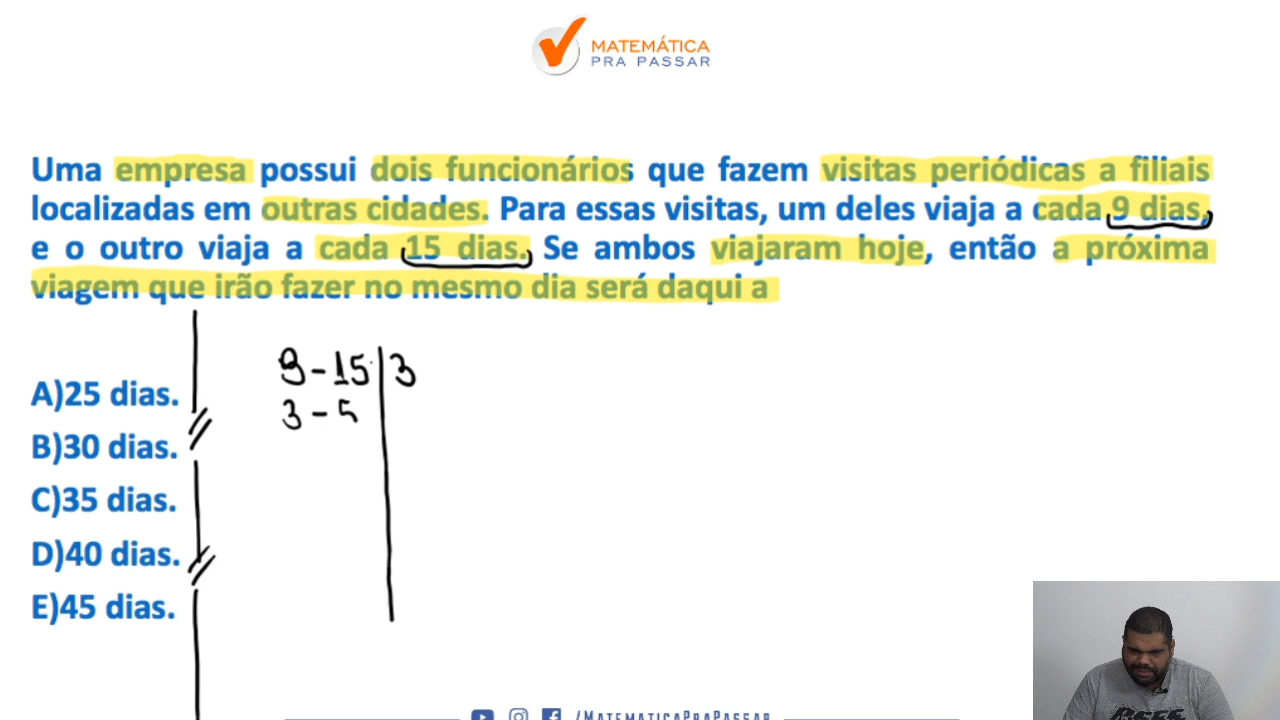 MATEMÁTICA
PRA PASSAR
Uma empresa possui dois funcionários que fazem visitas periódicas a filiais
localizadas em outras cidades. Para essas visitas, um deles viaja a cada 9 dias,
e o outro viaja a cada 15 dias. Se ambos viajaram hoje, então a próxima
viagem que irão fazer no mesmo dia será daqui a
9 - 15 | 3
3 - 5
A)25 dias.
B)30 dias.
C)35 dias.
D)40 dias.
E)45 dias.
/MATEMATICAPRAPASSAR